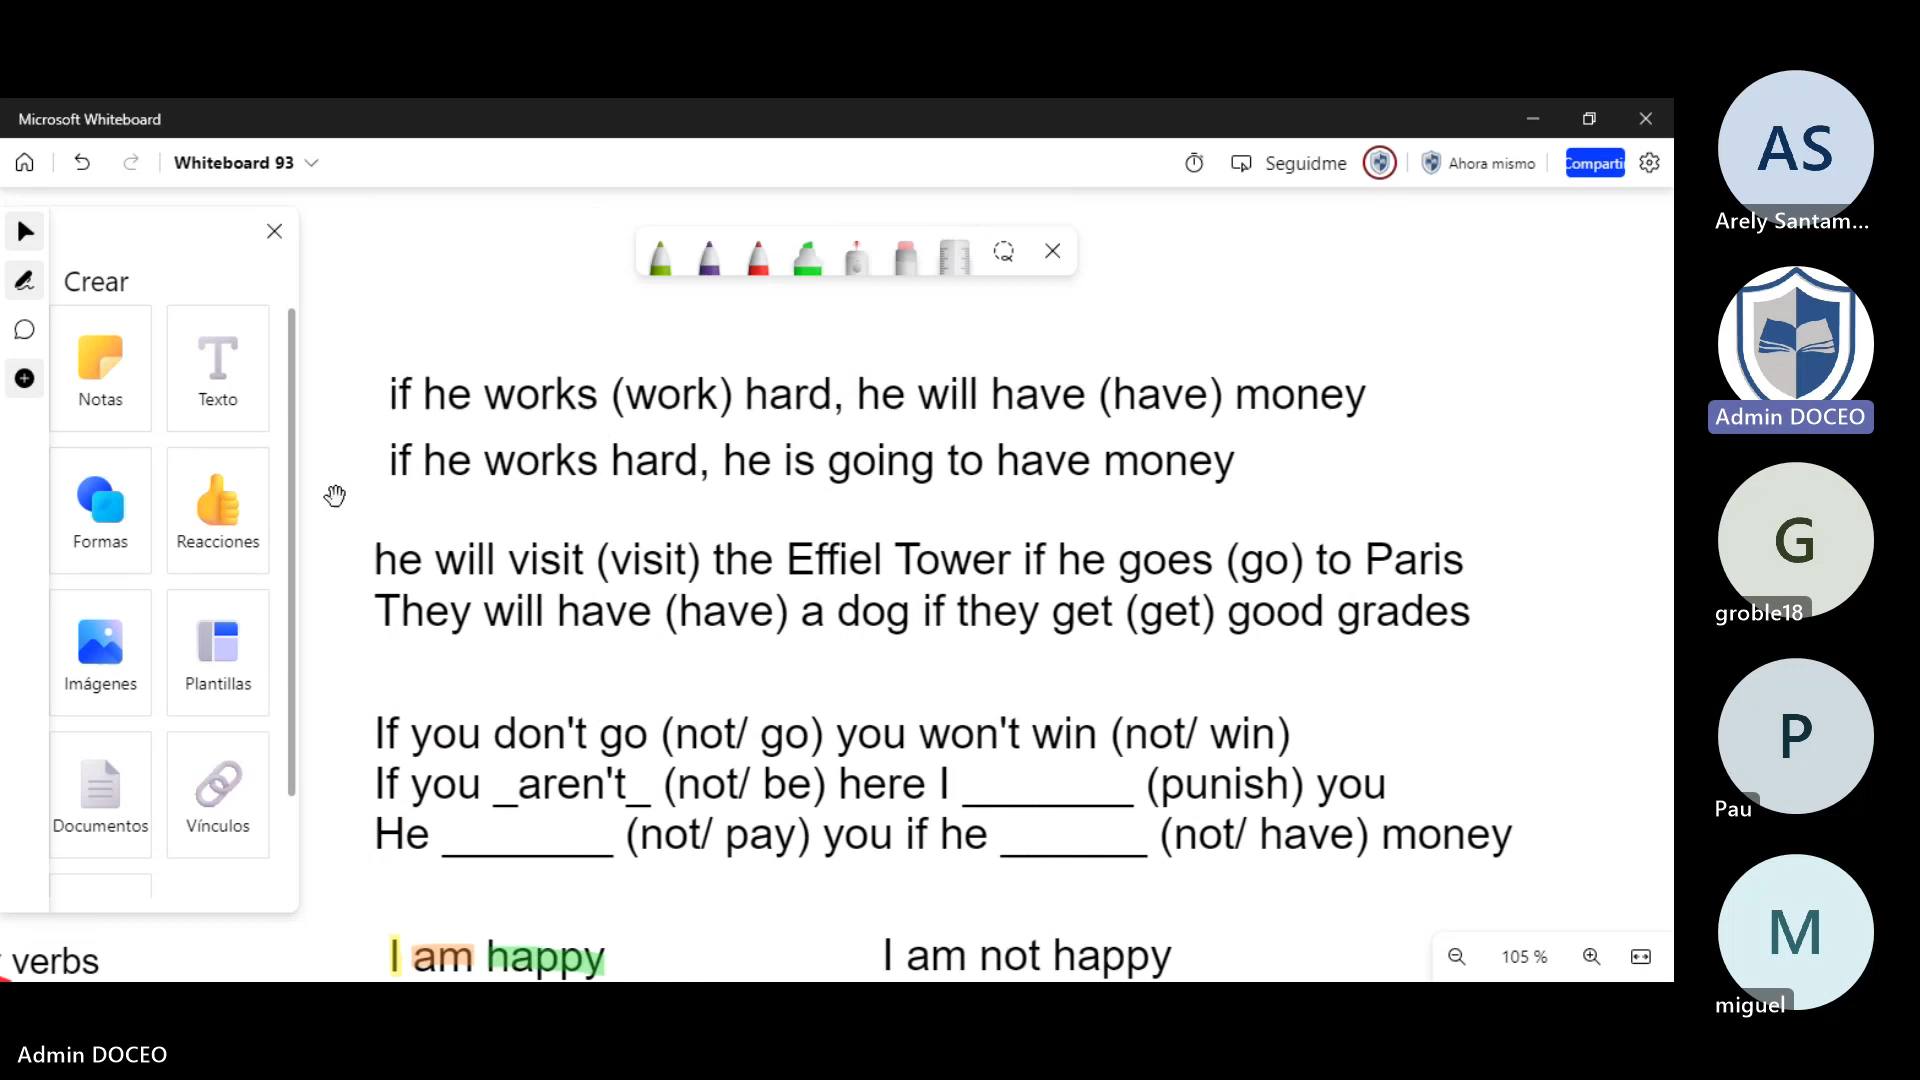 Microsoft Whiteboard
Whiteboard 93
Seguidme
Ahora mismo
Comparti
Crear
Notas
Texto
Formas
Reacciones
Imágenes
Plantillas
Documentos
Vínculos
if he works (work) hard, he will have (have) money
if he works hard, he is going to have money
he will visit (visit) the Effiel Tower if he goes (go) to Paris
They will have (have) a dog if they get (get) good grades
If you don't go (not/ go) you won't win (not/ win)
If you _aren't_ (not/ be) here I _______ (punish) you
He _______ (not/ pay) you if he ______ (not/ have) money
verbs
I am happy
I am not happy
105 %
AS
Arely Santam...
Admin DOCEO
G
groble18
P
Pau
M
miguel
Admin DOCEO